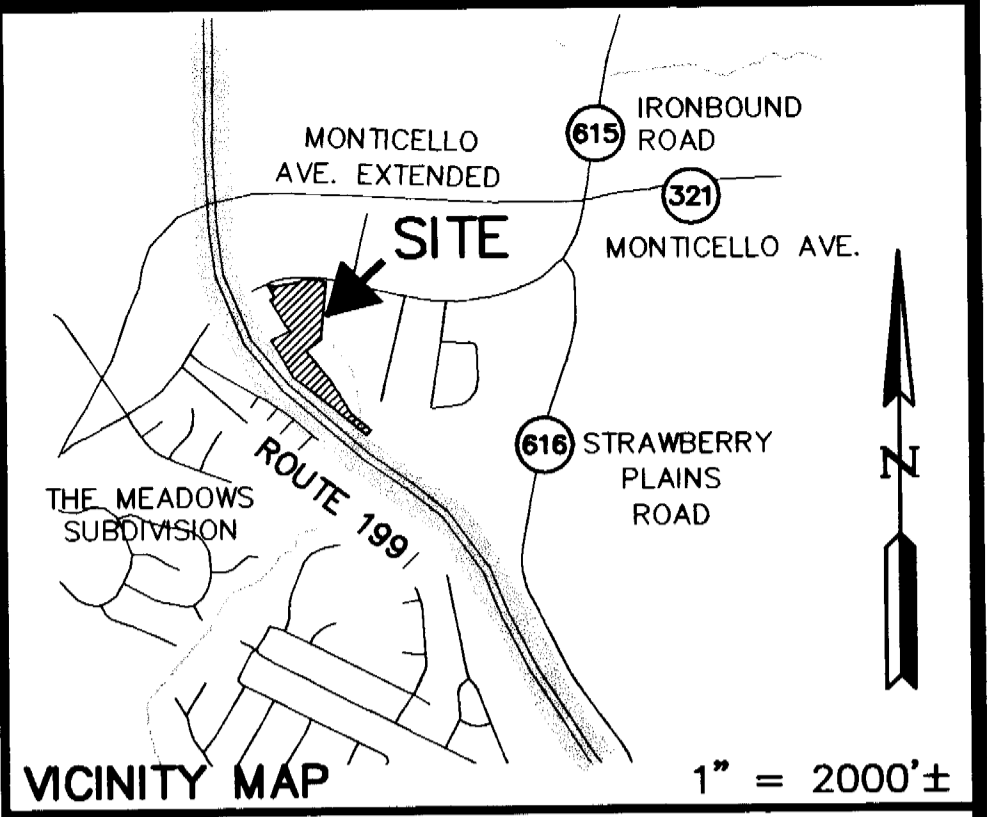 615
IRONBOUND
ROAD
MONTICELLO
AVE. EXTENDED
321
MONTICELLO AVE.
SITE
616
STRAWBERRY
PLAINS
ROAD
N
ROUTE 199
THE MEADOWS
SUBDIVISION
VICINITY MAP
1" = 2000'±